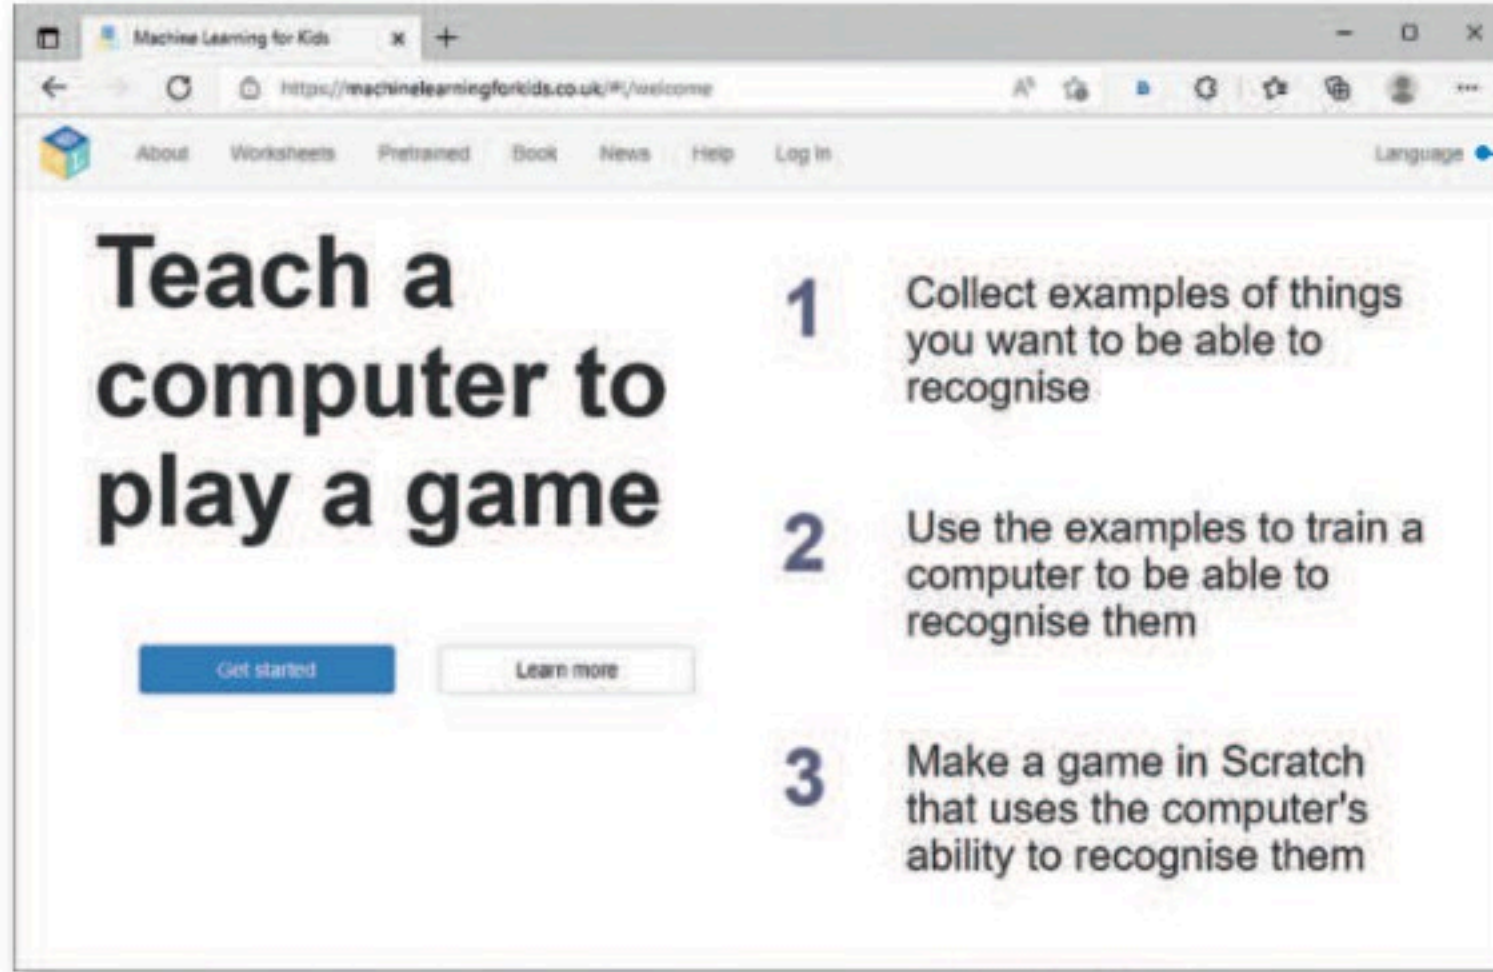 Machine Learning for Kids
https://machinelearningforkids.co.uk/#!/welcome
About Worksheets Pretrained Book News Help Log In
Language
Teach a
computer to
play a game
Get started Learn more
1 Collect examples of things
you want to be able to
recognise
2 Use the examples to train a
computer to be able to
recognise them
3 Make a game in Scratch
that uses the computer's
ability to recognise them